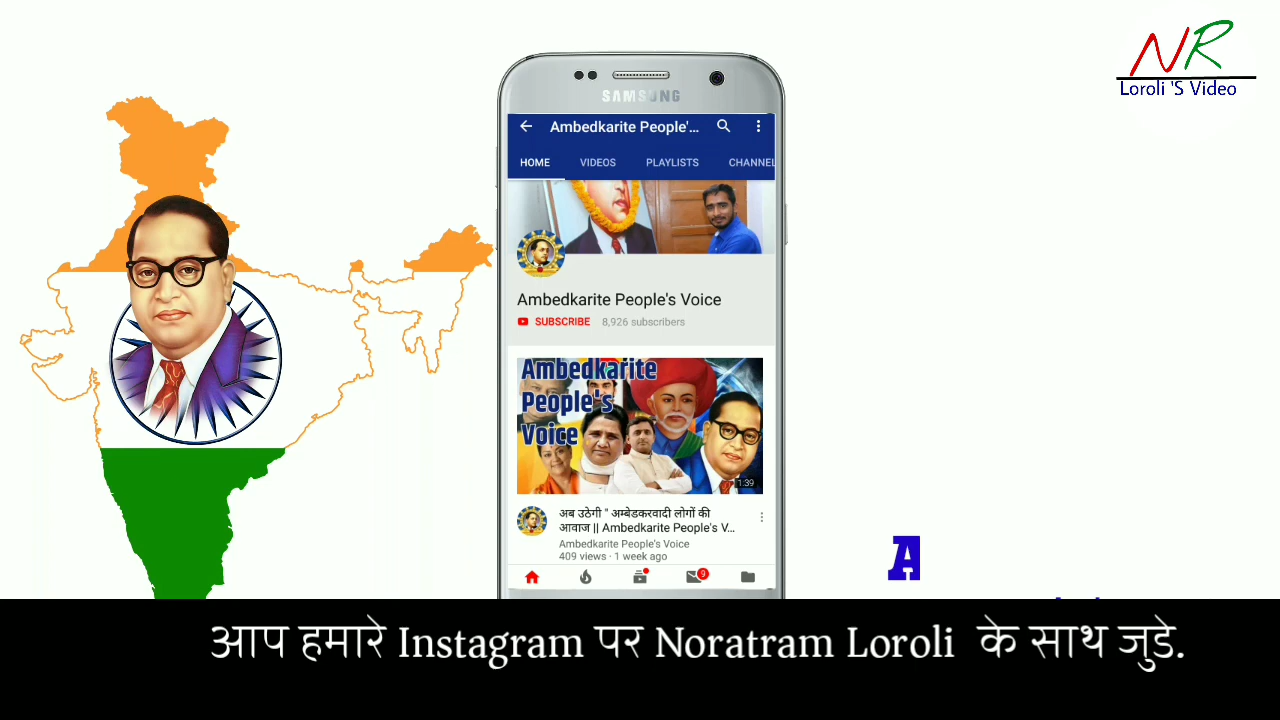 NR
Loroli 'S Video
SAMSUNG
Ambedkarite People'...
HOME VIDEOS PLAYLISTS CHANNEL
Ambedkarite People's Voice
SUBSCRIBE 8,926 subscribers
Ambedkarite
People's
Voice
1:39
अब उठेगी " अम्बेडकरवादी लोगों की
आवाज || Ambedkarite People's V...
Ambedkarite People's Voice
409 views · 1 week ago
9
A
आप हमारे Instagram पर Noratram Loroli के साथ जुडे.